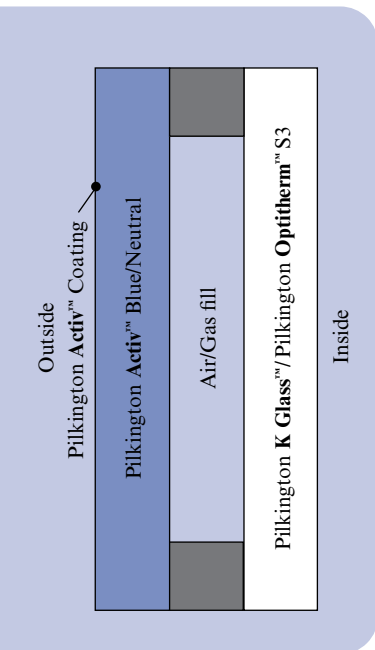 Outside
Pilkington Activ™ Coating
Pilkington Activ™ Blue/Neutral
Air/Gas fill
Pilkington K Glass™/Pilkington Optitherm™ S3
Inside